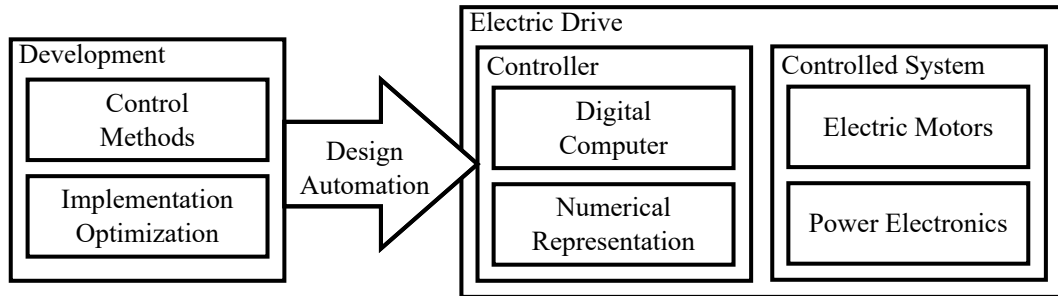 Development
Control
Methods
Implementation
Optimization
Design
Automation
Electric Drive
Controller
Digital
Computer
Numerical
Representation
Controlled System
Electric Motors
Power Electronics